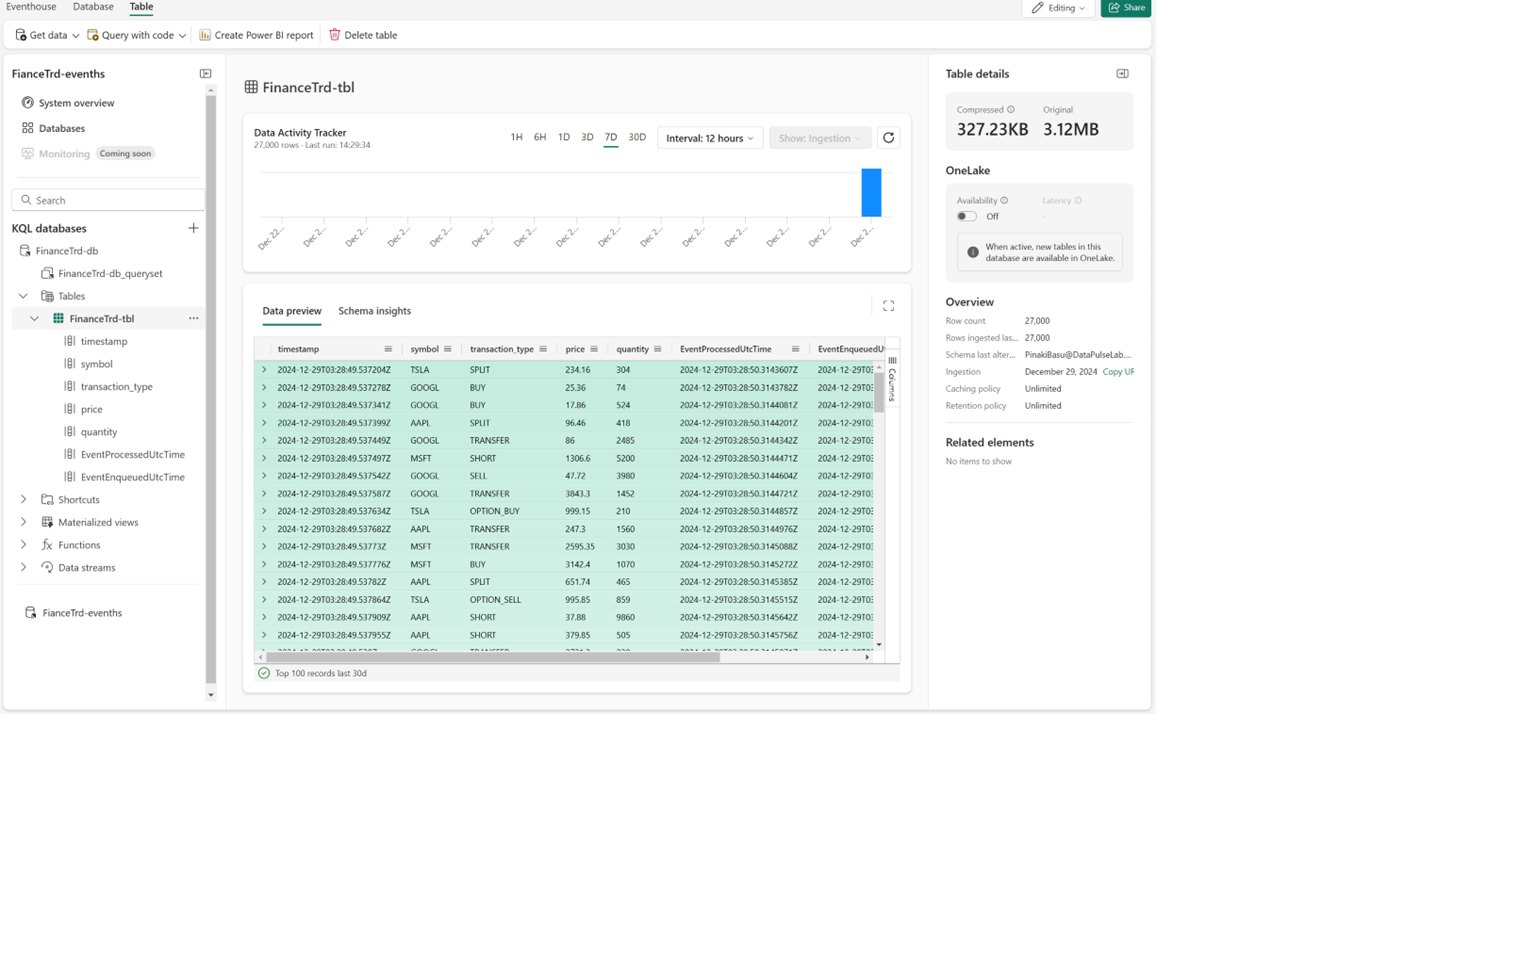 Eventhouse Database Table Editing Share
Get data Query with code Create Power BI report Delete table
FianceTrd-evenths
System overview
Databases
Monitoring Coming soon
Search
KQL databases
FinanceTrd-db
FinanceTrd-db_queryset
Tables
FinanceTrd-tbl
timestamp
symbol
transaction_type
price
quantity
EventProcessedUtcTime
EventEnqueuedUtcTime
Shortcuts
Materialized views
Functions
Data streams
FianceTrd-evenths
FinanceTrd-tbl
Data Activity Tracker
27,000 rows · Last run: 14:29:34
1H 6H 1D 3D 7D 30D Interval: 12 hours Show: Ingestion
Dec 22... Dec 2... Dec 2... Dec 2... Dec 2... Dec 2... Dec 2... Dec 2... Dec 2... Dec 2... Dec 2... Dec 2... Dec 2... Dec 2... Dec 2...
Data preview Schema insights
timestamp symbol transaction_type price quantity EventProcessedUtcTime EventEnqueuedU
2024-12-29T03:28:49.537204Z TSLA SPLIT 234.16 304 2024-12-29T03:28:50.3143607Z 2024-12-29T03
2024-12-29T03:28:49.537278Z GOOGL BUY 25.36 74 2024-12-29T03:28:50.3143782Z 2024-12-29T03
2024-12-29T03:28:49.537341Z GOOGL BUY 17.86 524 2024-12-29T03:28:50.3144081Z 2024-12-29T03
2024-12-29T03:28:49.537399Z AAPL SPLIT 96.46 418 2024-12-29T03:28:50.3144201Z 2024-12-29T03
2024-12-29T03:28:49.537449Z GOOGL TRANSFER 86 2485 2024-12-29T03:28:50.3144342Z 2024-12-29T03
2024-12-29T03:28:49.537497Z MSFT SHORT 1306.6 5200 2024-12-29T03:28:50.3144471Z 2024-12-29T03
2024-12-29T03:28:49.537542Z GOOGL SELL 47.72 3980 2024-12-29T03:28:50.3144604Z 2024-12-29T03
2024-12-29T03:28:49.537587Z GOOGL TRANSFER 3843.3 1452 2024-12-29T03:28:50.3144721Z 2024-12-29T03
2024-12-29T03:28:49.537634Z TSLA OPTION_BUY 999.15 210 2024-12-29T03:28:50.3144857Z 2024-12-29T03
2024-12-29T03:28:49.537682Z AAPL TRANSFER 247.3 1560 2024-12-29T03:28:50.3144976Z 2024-12-29T03
2024-12-29T03:28:49.53773Z MSFT TRANSFER 2595.35 3030 2024-12-29T03:28:50.3145088Z 2024-12-29T03
2024-12-29T03:28:49.537776Z MSFT BUY 3142.4 1070 2024-12-29T03:28:50.3145272Z 2024-12-29T03
2024-12-29T03:28:49.53782Z AAPL SPLIT 651.74 465 2024-12-29T03:28:50.3145385Z 2024-12-29T03
2024-12-29T03:28:49.537864Z TSLA OPTION_SELL 995.85 859 2024-12-29T03:28:50.3145515Z 2024-12-29T03
2024-12-29T03:28:49.537909Z AAPL SHORT 37.88 9860 2024-12-29T03:28:50.3145642Z 2024-12-29T03
2024-12-29T03:28:49.537955Z AAPL SHORT 379.85 505 2024-12-29T03:28:50.3145756Z 2024-12-29T03
Columns
Top 100 records last 30d
Table details
Compressed Original
327.23KB 3.12MB
OneLake
Availability Latency
Off -
When active, new tables in this
database are available in OneLake.
Overview
Row count 27,000
Rows ingested las... 27,000
Schema last alter... PinakiBasu@DataPulseLab....
Ingestion December 29, 2024 Copy UF
Caching policy Unlimited
Retention policy Unlimited
Related elements
No items to show